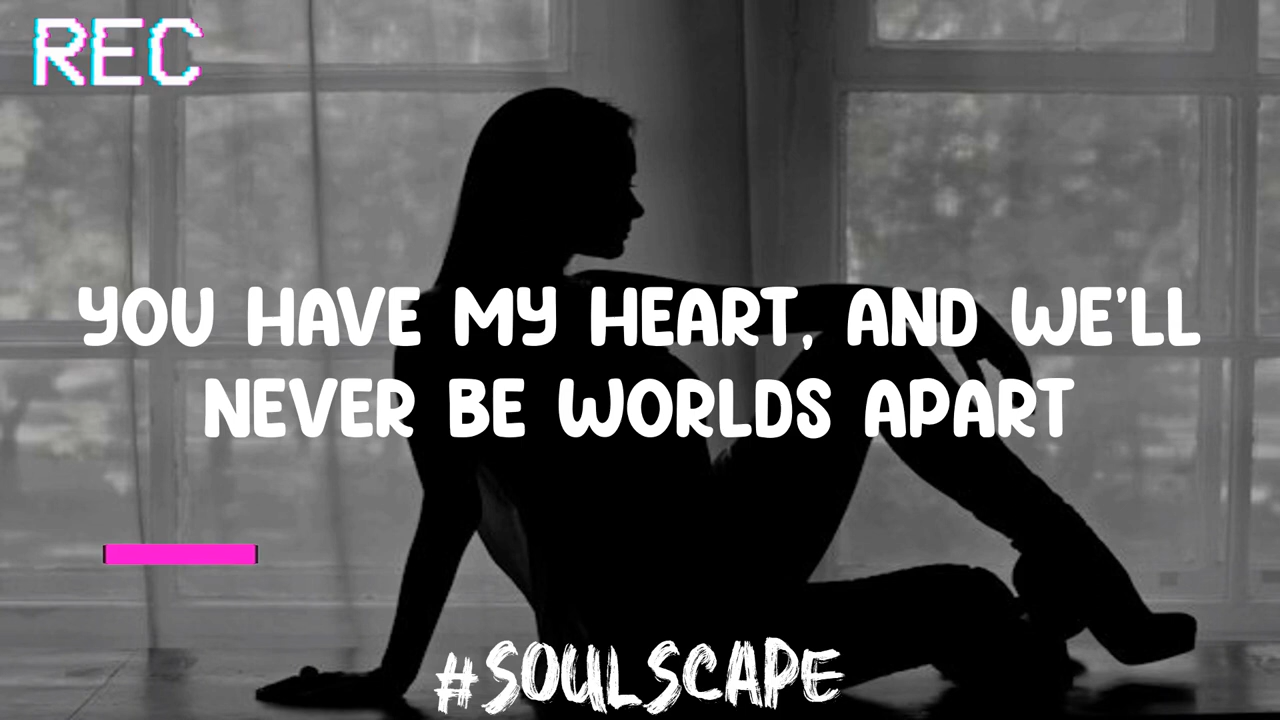 REC
YOU HAVE MY HEART, AND WE'LL
NEVER BE WORLDS APART
#SOULSCAPE